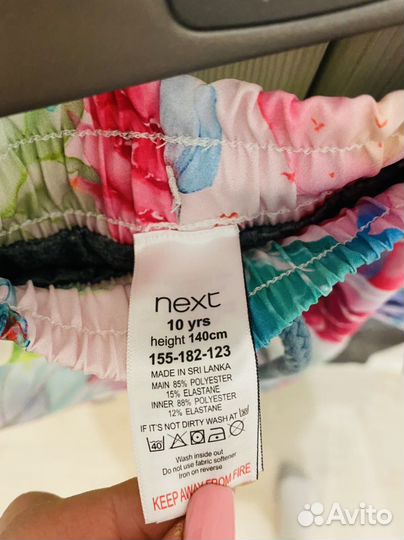 next
10 yrs
height 140cm
155-182-123
MADE IN SRI LANKA
MAIN 85% POLYESTER
15% ELASTANE
INNER 88% POLYESTER
12% ELASTANE
IF IT'S NOT DIRTY WASH AT 30°
40
Wash inside out
Do not use fabric softener
Iron on reverse
KEEP AWAY FROM FIRE
Avito